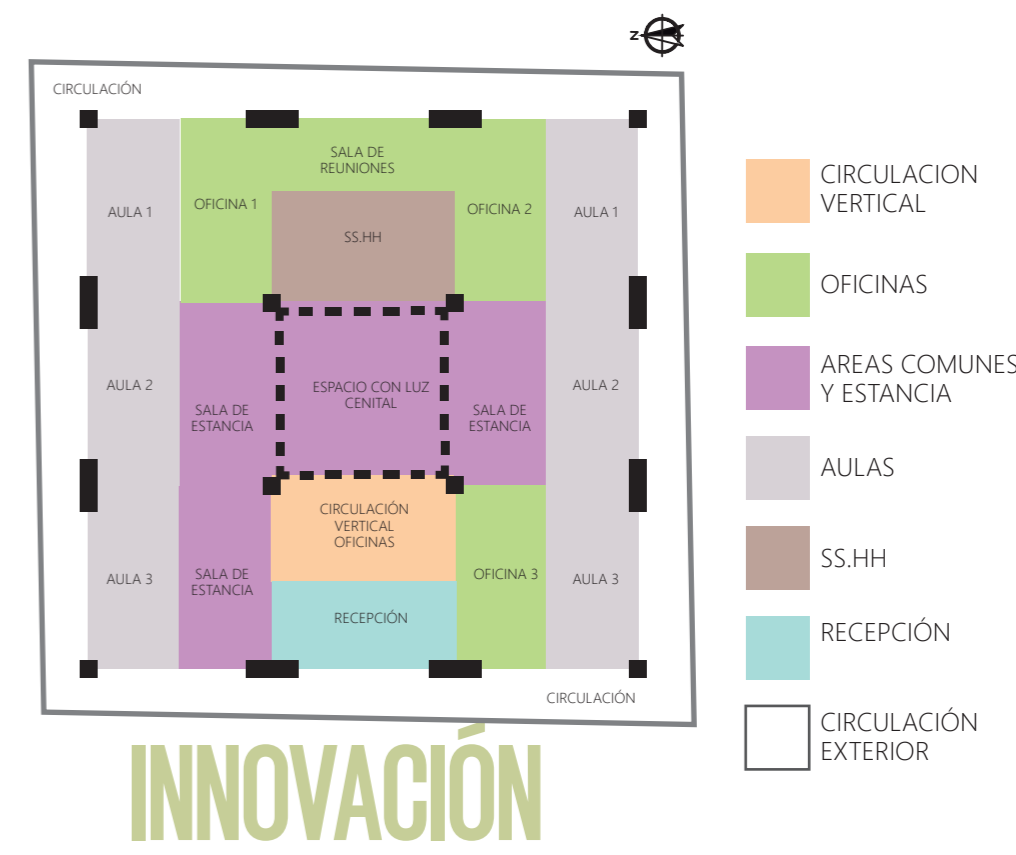 Z
CIRCULACIÓN
SALA DE
REUNIONES
AULA 1
OFICINA 1
OFICINA 2
AULA 1
SS.HH
AULA 2
SALA DE
ESTANCIA
ESPACIO CON LUZ
CENITAL
SALA DE
ESTANCIA
AULA 2
CIRCULACIÓN
VERTICAL
OFICINAS
AULA 3
SALA DE
ESTANCIA
OFICINA 3
AULA 3
RECEPCIÓN
CIRCULACIÓN
INNOVACIÓN
CIRCULACION
VERTICAL
OFICINAS
AREAS COMUNES
Y ESTANCIA
AULAS
SS.HH
RECEPCIÓN
CIRCULACIÓN
EXTERIOR